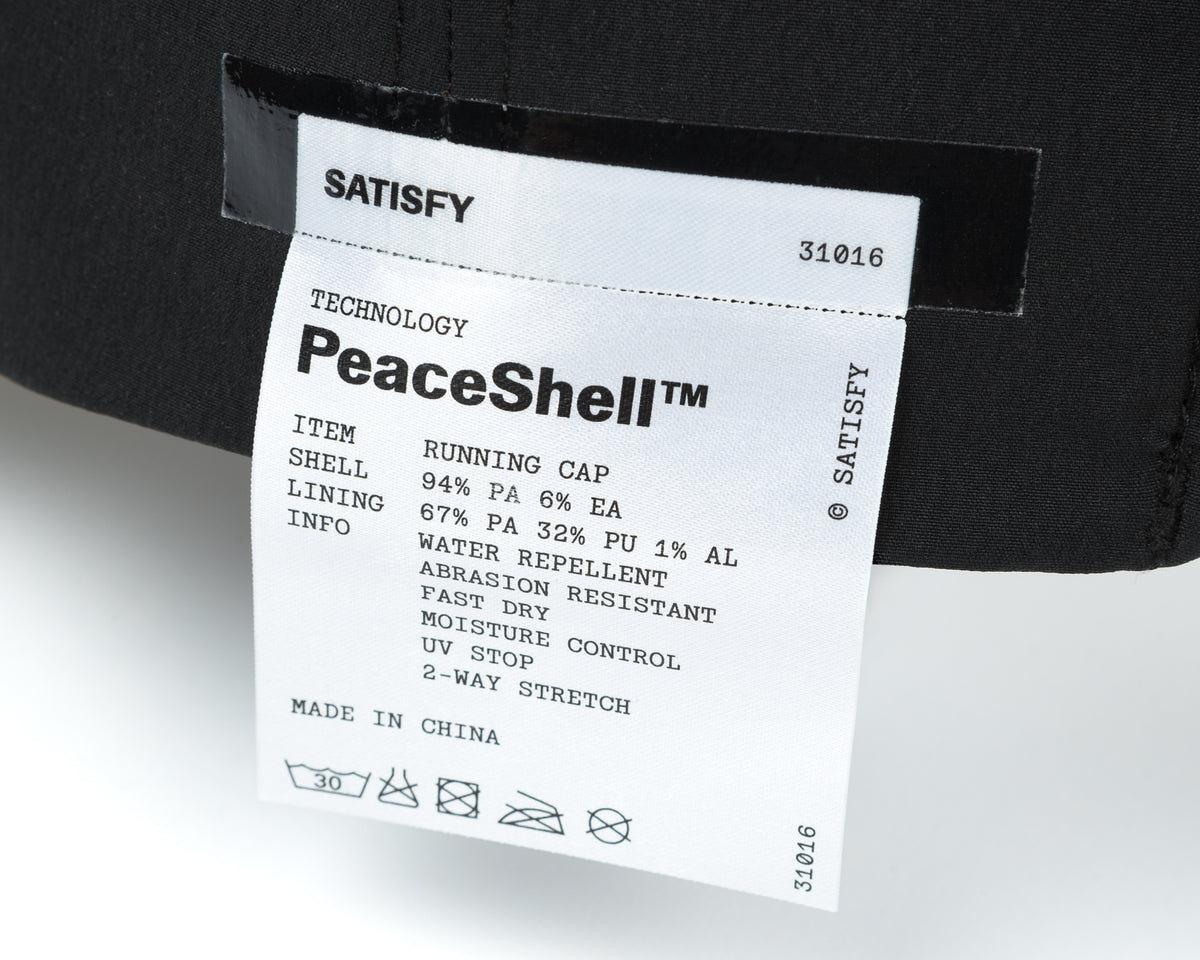 SATISFY
31016
TECHNOLOGY
PeaceShell™
© SATISFY
ITEM RUNNING CAP
SHELL 94% PA 6% EA
LINING 67% PA 32% PU 1% AL
INFO WATER REPELLENT
ABRASION RESISTANT
FAST DRY
MOISTURE CONTROL
UV STOP
2-WAY STRETCH
MADE IN CHINA
30
31016